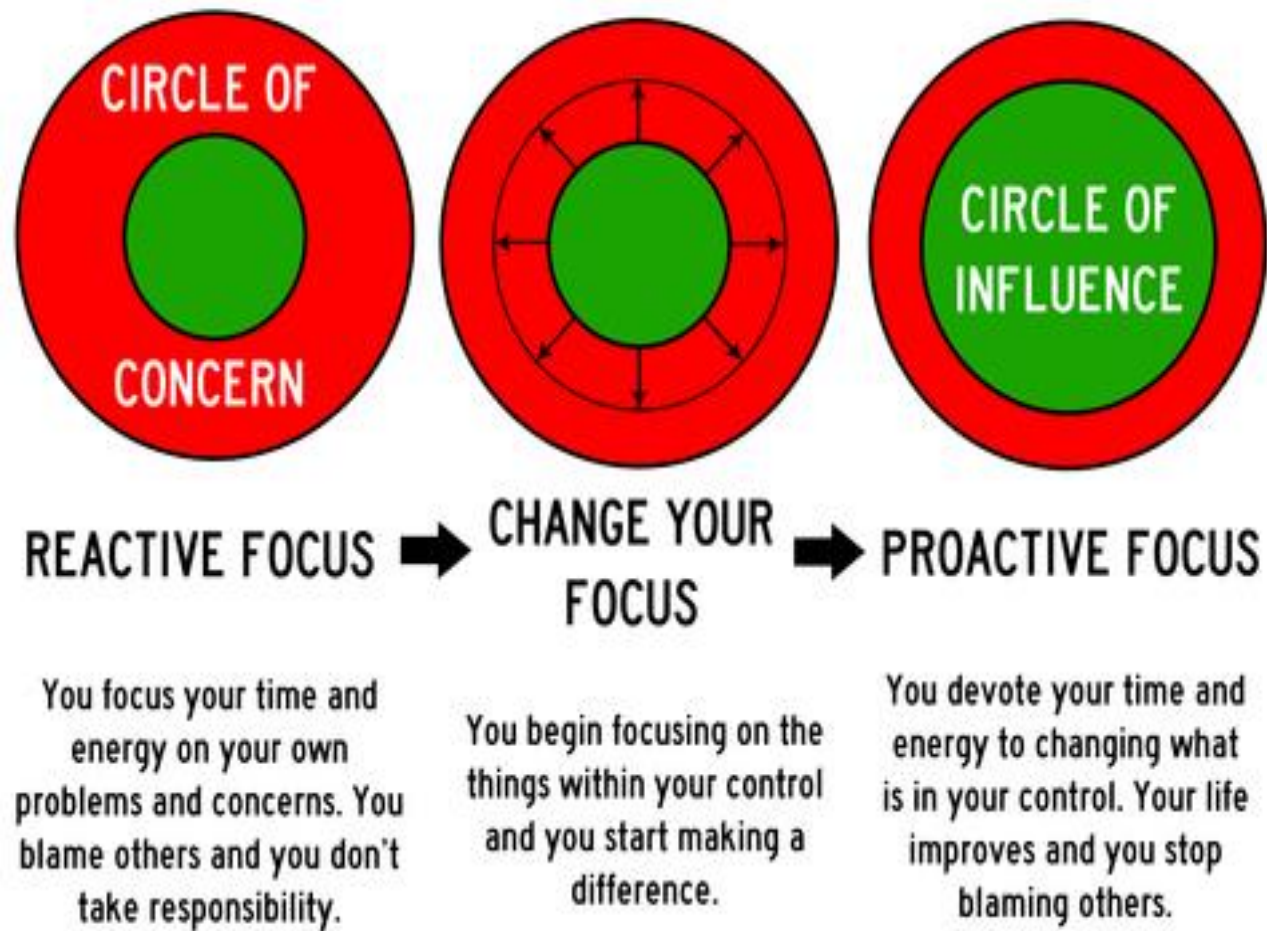 CIRCLE OF
CONCERN
CIRCLE OF
INFLUENCE
REACTIVE FOCUS
CHANGE YOUR
FOCUS
PROACTIVE FOCUS
You focus your time and
energy on your own
problems and concerns. You
blame others and you don't
take responsibility.
You begin focusing on the
things within your control
and you start making a
difference.
You devote your time and
energy to changing what
is in your control. Your life
improves and you stop
blaming others.